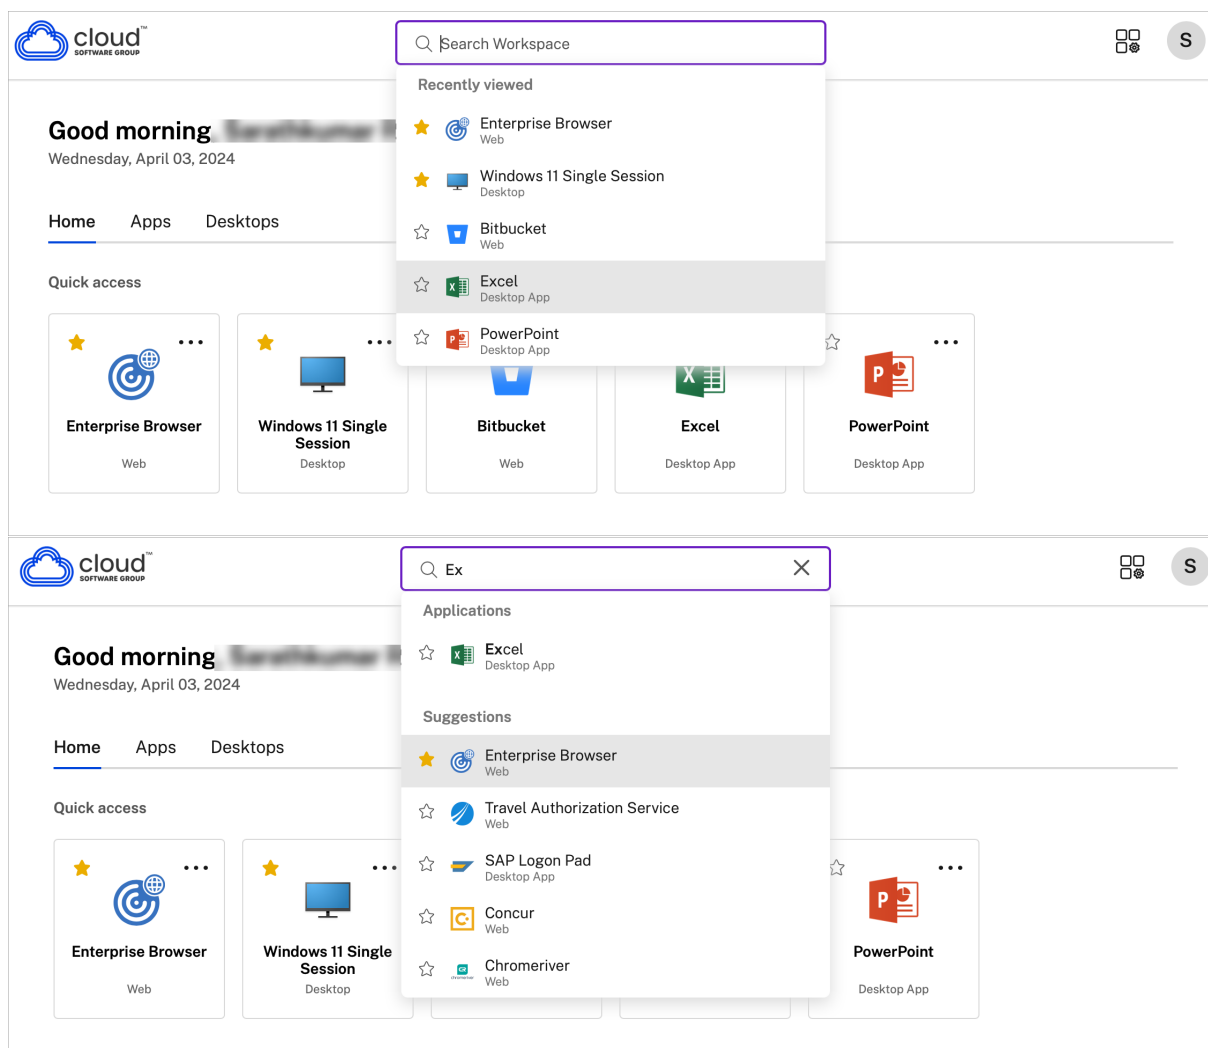 cloud™
SOFTWARE GROUP
Search Workspace
S
Recently viewed
Enterprise Browser
Web
Windows 11 Single Session
Desktop
Bitbucket
Web
Excel
Desktop App
PowerPoint
Desktop App
Good morning,
Wednesday, April 03, 2024
Home Apps Desktops
Quick access
Enterprise Browser
Web
Windows 11 Single
Session
Desktop
Bitbucket
Web
Excel
Desktop App
PowerPoint
Desktop App
cloud™
SOFTWARE GROUP
Ex
S
Applications
Excel
Desktop App
Suggestions
Enterprise Browser
Web
Travel Authorization Service
Web
SAP Logon Pad
Desktop App
Concur
Web
Chromeriver
Web
Good morning,
Wednesday, April 03, 2024
Home Apps Desktops
Quick access
Enterprise Browser
Web
Windows 11 Single
Session
Desktop
PowerPoint
Desktop App